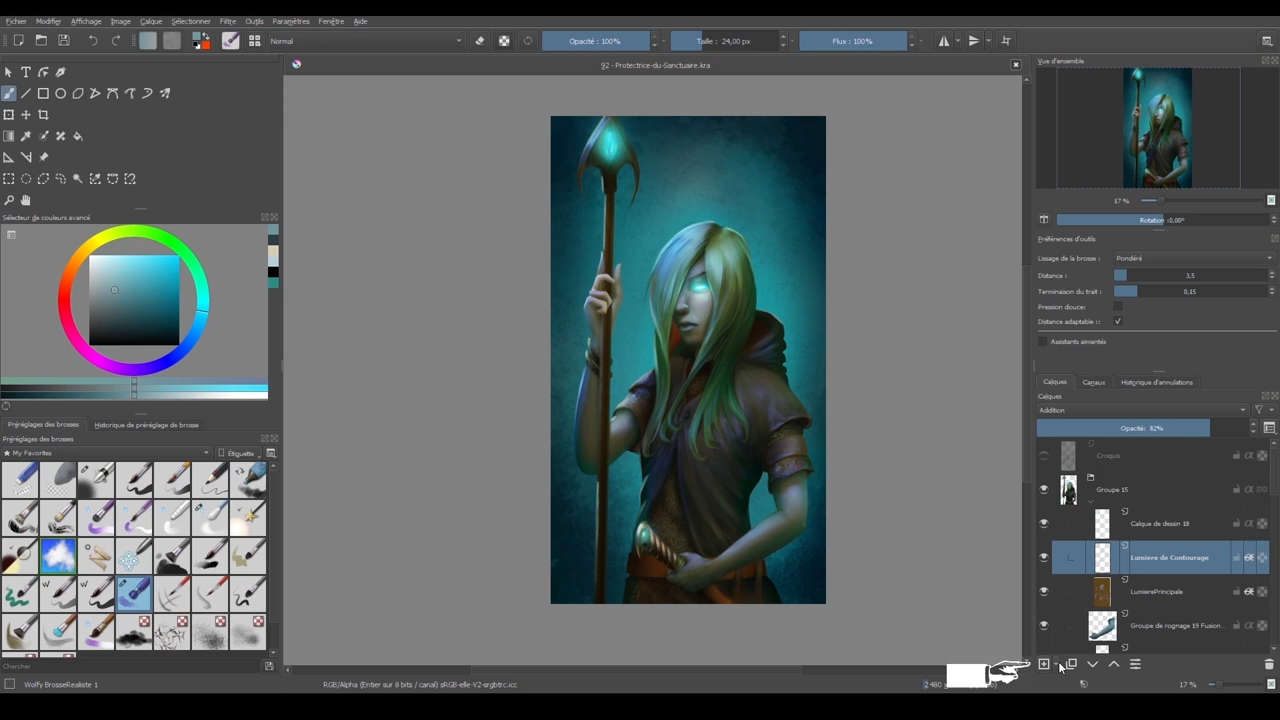 Fichier Modifier Affichage Image Calque Sélectionner Filtre Outils Paramètres Fenêtre Aide
Normal
Opacité : 100%
Taille : 24,00 px
Flux : 100%
92 - Protectrice-du-Sanctuaire.kra
Vue d'ensemble
17 %
Rotation :0,00°
Sélecteur de couleurs avancé
Préférences d'outils
Lissage de la brosse : Pondéré
Distance : 3,5
Terminaison du trait : 0,15
Pression douce:
Distance adaptable ::
Assistants aimantés
Calques Canaux Historique d'annulations
Calques
Addition
Opacité: 82%
Croquis
Groupe 15
Calque de dessin 18
Lumiere de Contourage
LumierePrincipale
Groupe de rognage 19 Fusion...
Préréglages des brosses Historique de préréglage de brosse
Préréglages des brosses
My Favorites
Étiquette
Chercher
Wolfy BrosseRealiste 1
RGB/Alpha (Entier sur 8 bits / canal) sRGB-elle-V2-srgbtrc.icc
17 %